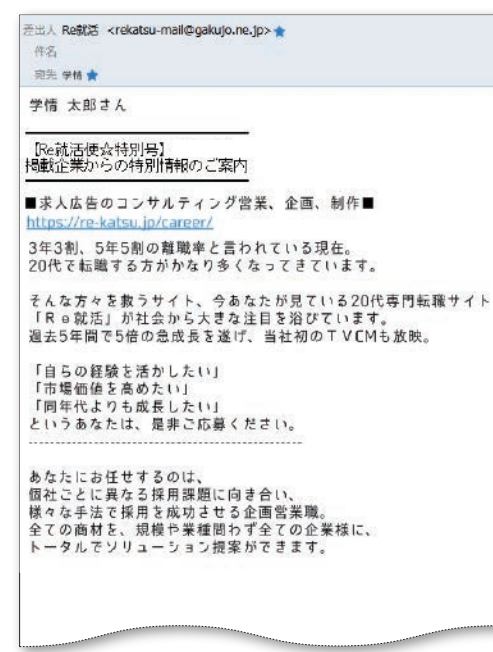 差出人 Re就活 <rekatsu-mail@gakujo.ne.jp>★
件名
宛先 学情 ★
学情 太郎さん
【Re就活便☆特別号】
掲載企業からの特別情報のご案内
■求人広告のコンサルティング営業、企画、制作■
https://re-katsu.jp/career/
3年3割、5年5割の離職率と言われている現在。
20代で転職する方がかなり多くなってきています。
そんな方々を救うサイト、今あなたが見ている20代専門転職サイト
「Re就活」が社会から大きな注目を浴びています。
過去5年間で5倍の急成長を遂げ、当社初のTVCMも放映。
「自らの経験を活かしたい」
「市場価値を高めたい」
「同年代よりも成長したい」
というあなたは、是非ご応募ください。
あなたにお任せするのは、
個社ごとに異なる採用課題に向き合い、
様々な手法で採用を成功させる企画営業職。
全ての商材を、規模や業種問わず全ての企業様に、
トータルでソリューション提案ができます。